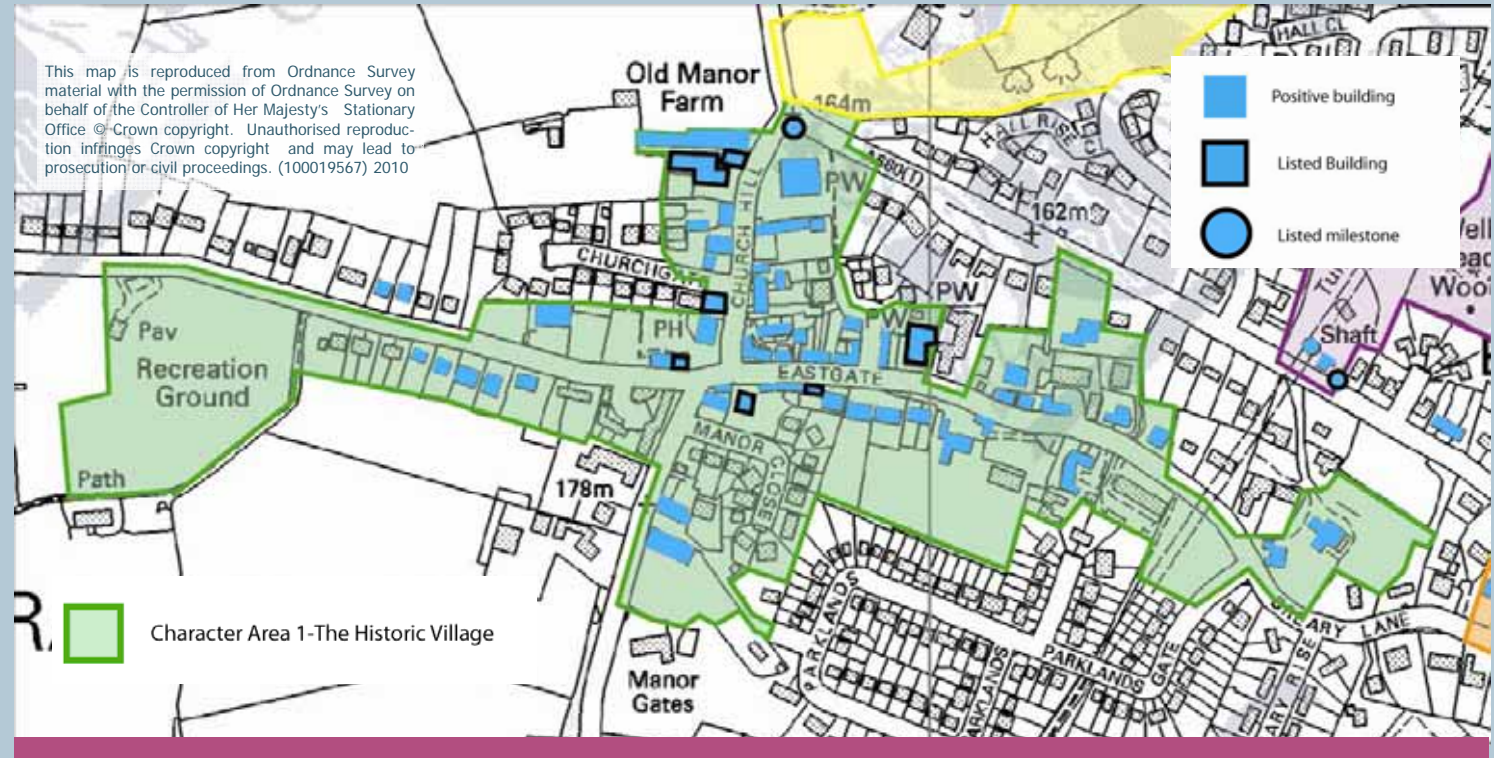 This map is reproduced from Ordnance Survey
material with the permission of Ordnance Survey on
behalf of the Controller of Her Majesty's Stationary
Office © Crown copyright. Unauthorised reproduc-
tion infringes Crown copyright and may lead to
prosecution or civil proceedings. (100019567) 2010
Old Manor
Farm
164m
HALL CL
HALL RISE
Positive building
Listed Building
Listed milestone
PW
162m
CHURCH HILL
CHURCHGATE
PW
PW
PH
Pav
Recreation
Ground
Path
EASTGATE
MANOR
CLOSE
178m
Shaft
Character Area 1-The Historic Village
Manor
Gates
PARKLANDS
PARKLANDS
GATE
ARKLANDS
LANE
ARY RISE